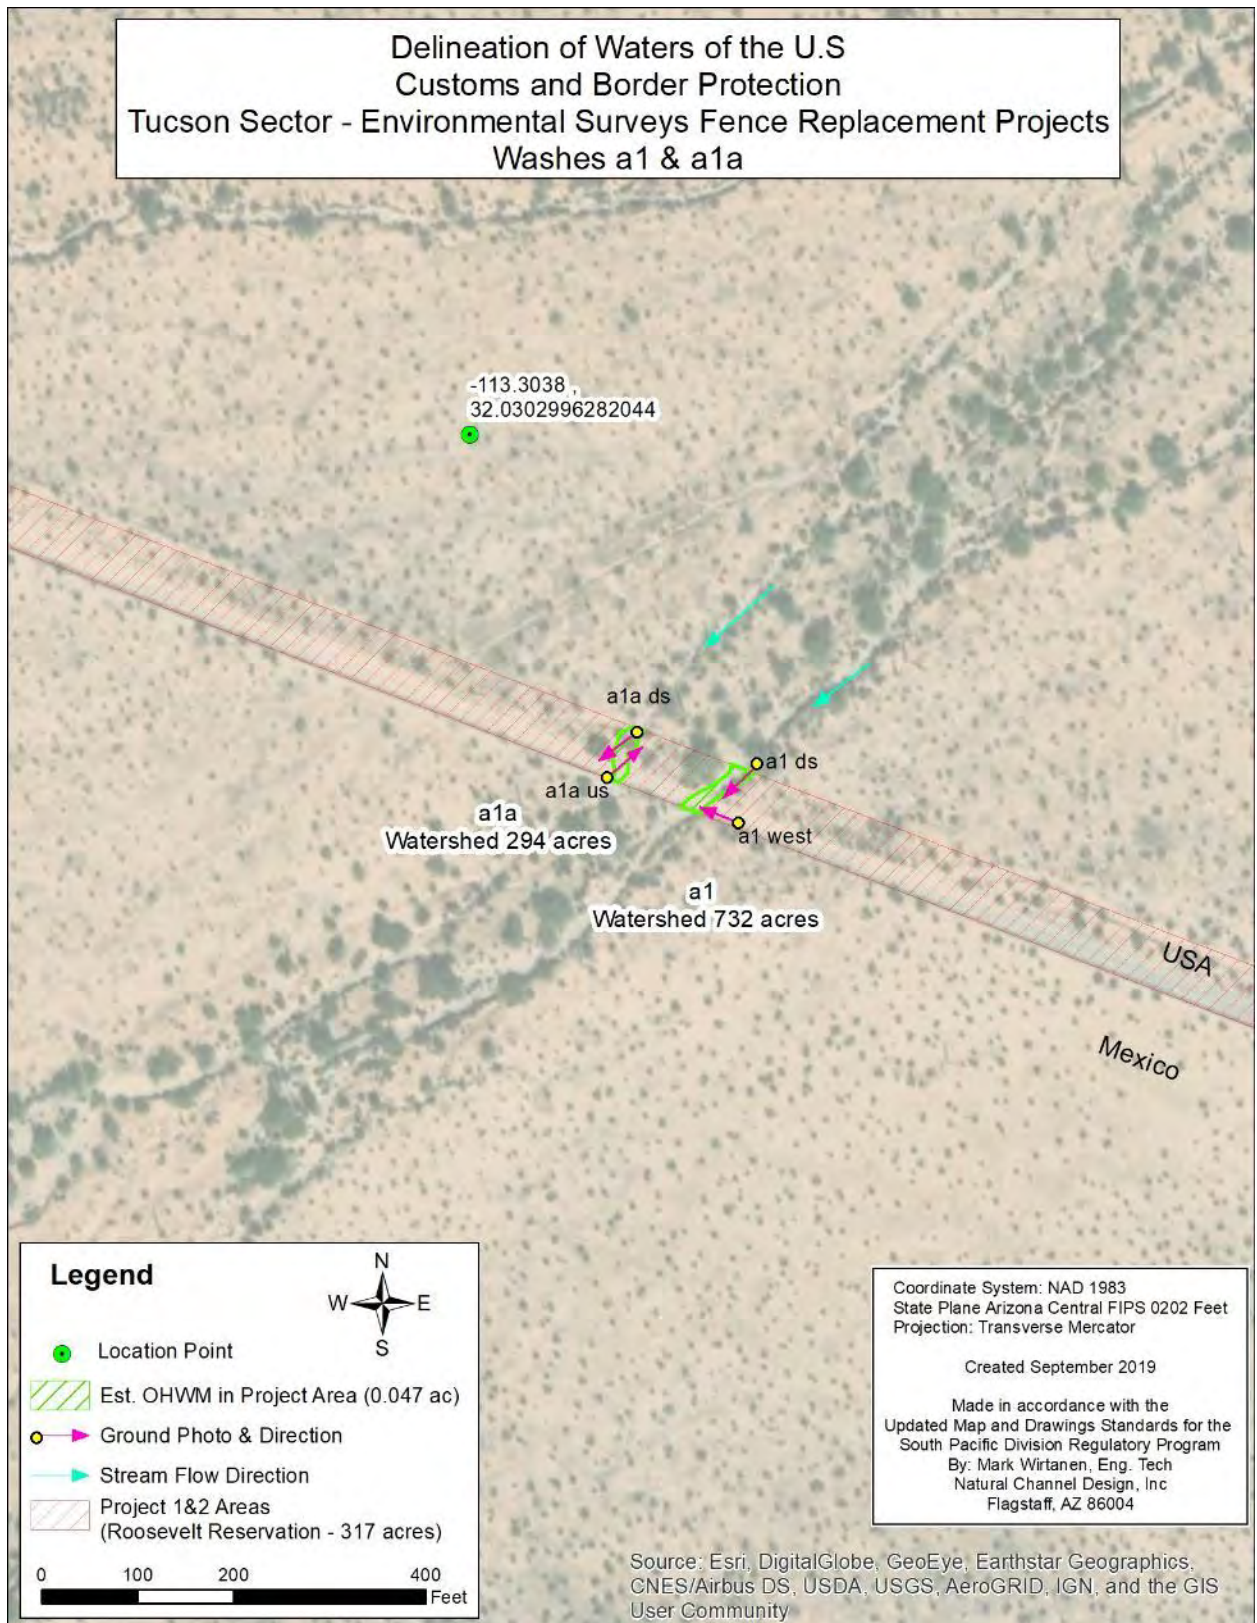 Delineation of Waters of the U.S
Customs and Border Protection
Tucson Sector - Environmental Surveys Fence Replacement Projects
Washes a1 & a1a
-113.3038 ,
32.0302996282044
a1a ds
a1 ds
a1a us
a1 west
a1a
Watershed 294 acres
a1
Watershed 732 acres
USA
Mexico
Legend
N
W
E
S
Location Point
Est. OHWM in Project Area (0.047 ac)
Ground Photo & Direction
Stream Flow Direction
Project 1&2 Areas
(Roosevelt Reservation - 317 acres)
0 100 200 400
Feet
Coordinate System: NAD 1983
State Plane Arizona Central FIPS 0202 Feet
Projection: Transverse Mercator
Created September 2019
Made in accordance with the
Updated Map and Drawings Standards for the
South Pacific Division Regulatory Program
By: Mark Wirtanen, Eng. Tech
Natural Channel Design, Inc
Flagstaff, AZ 86004
Source: Esri, DigitalGlobe, GeoEye, Earthstar Geographics,
CNES/Airbus DS, USDA, USGS, AeroGRID, IGN, and the GIS
User Community